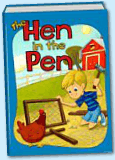 The Hen
in the
Pen